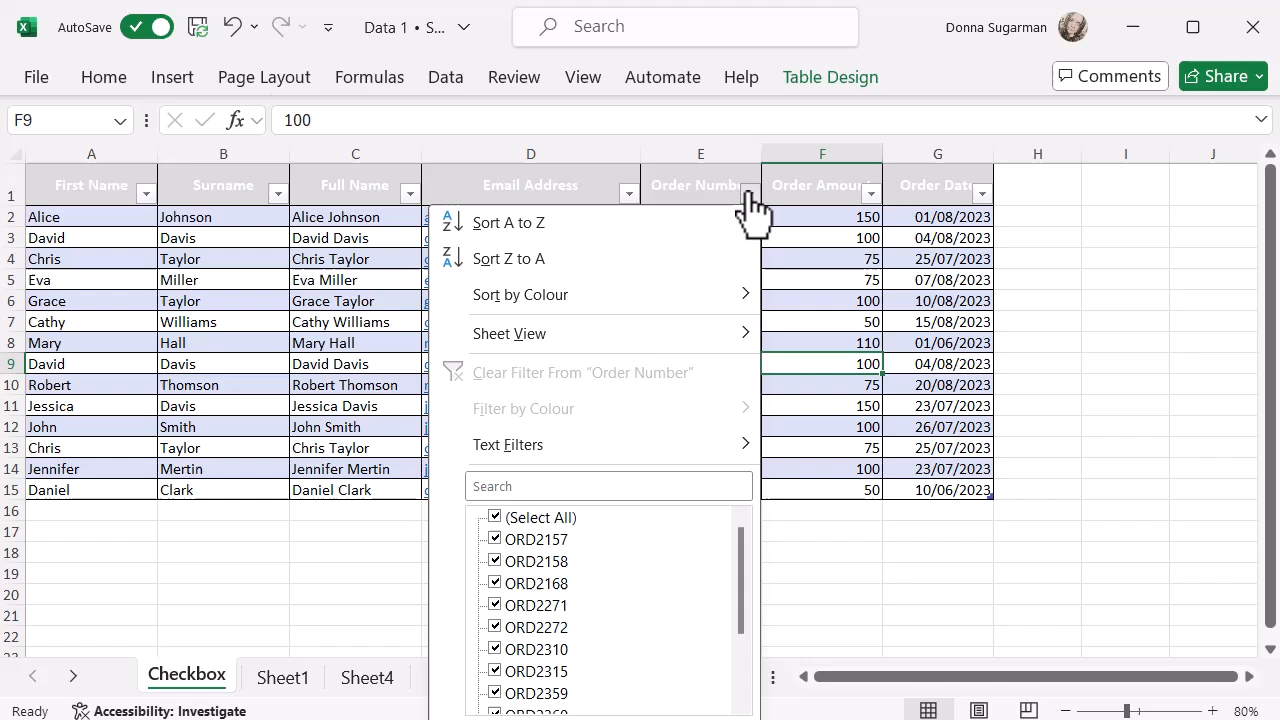 AutoSave Data 1 • S... Search Donna Sugarman
File Home Insert Page Layout Formulas Data Review View Automate Help Table Design Comments Share
F9 fx 100
A B C D E F G H I J
1 First Name Surname Full Name Email Address Order Numb Order Amou Order Dat
2 Alice Johnson Alice Johnson 150 01/08/2023
3 David Davis David Davis 100 04/08/2023
4 Chris Taylor Chris Taylor 75 25/07/2023
5 Eva Miller Eva Miller 75 07/08/2023
6 Grace Taylor Grace Taylor 100 10/08/2023
7 Cathy Williams Cathy Williams 50 15/08/2023
8 Mary Hall Mary Hall 110 01/06/2023
9 David Davis David Davis 100 04/08/2023
10 Robert Thomson Robert Thomson 75 20/08/2023
11 Jessica Davis Jessica Davis 150 23/07/2023
12 John Smith John Smith 100 26/07/2023
13 Chris Taylor Chris Taylor 75 25/07/2023
14 Jennifer Mertin Jennifer Mertin 100 23/07/2023
15 Daniel Clark Daniel Clark 50 10/06/2023
16
17
18
19
20
21
22
Sort A to Z
Sort Z to A
Sort by Colour
Sheet View
Clear Filter From "Order Number"
Filter by Colour
Text Filters
Search
(Select All)
ORD2157
ORD2158
ORD2168
ORD2271
ORD2272
ORD2310
ORD2315
ORD2359
Checkbox Sheet1 Sheet4
Ready Accessibility: Investigate 80%